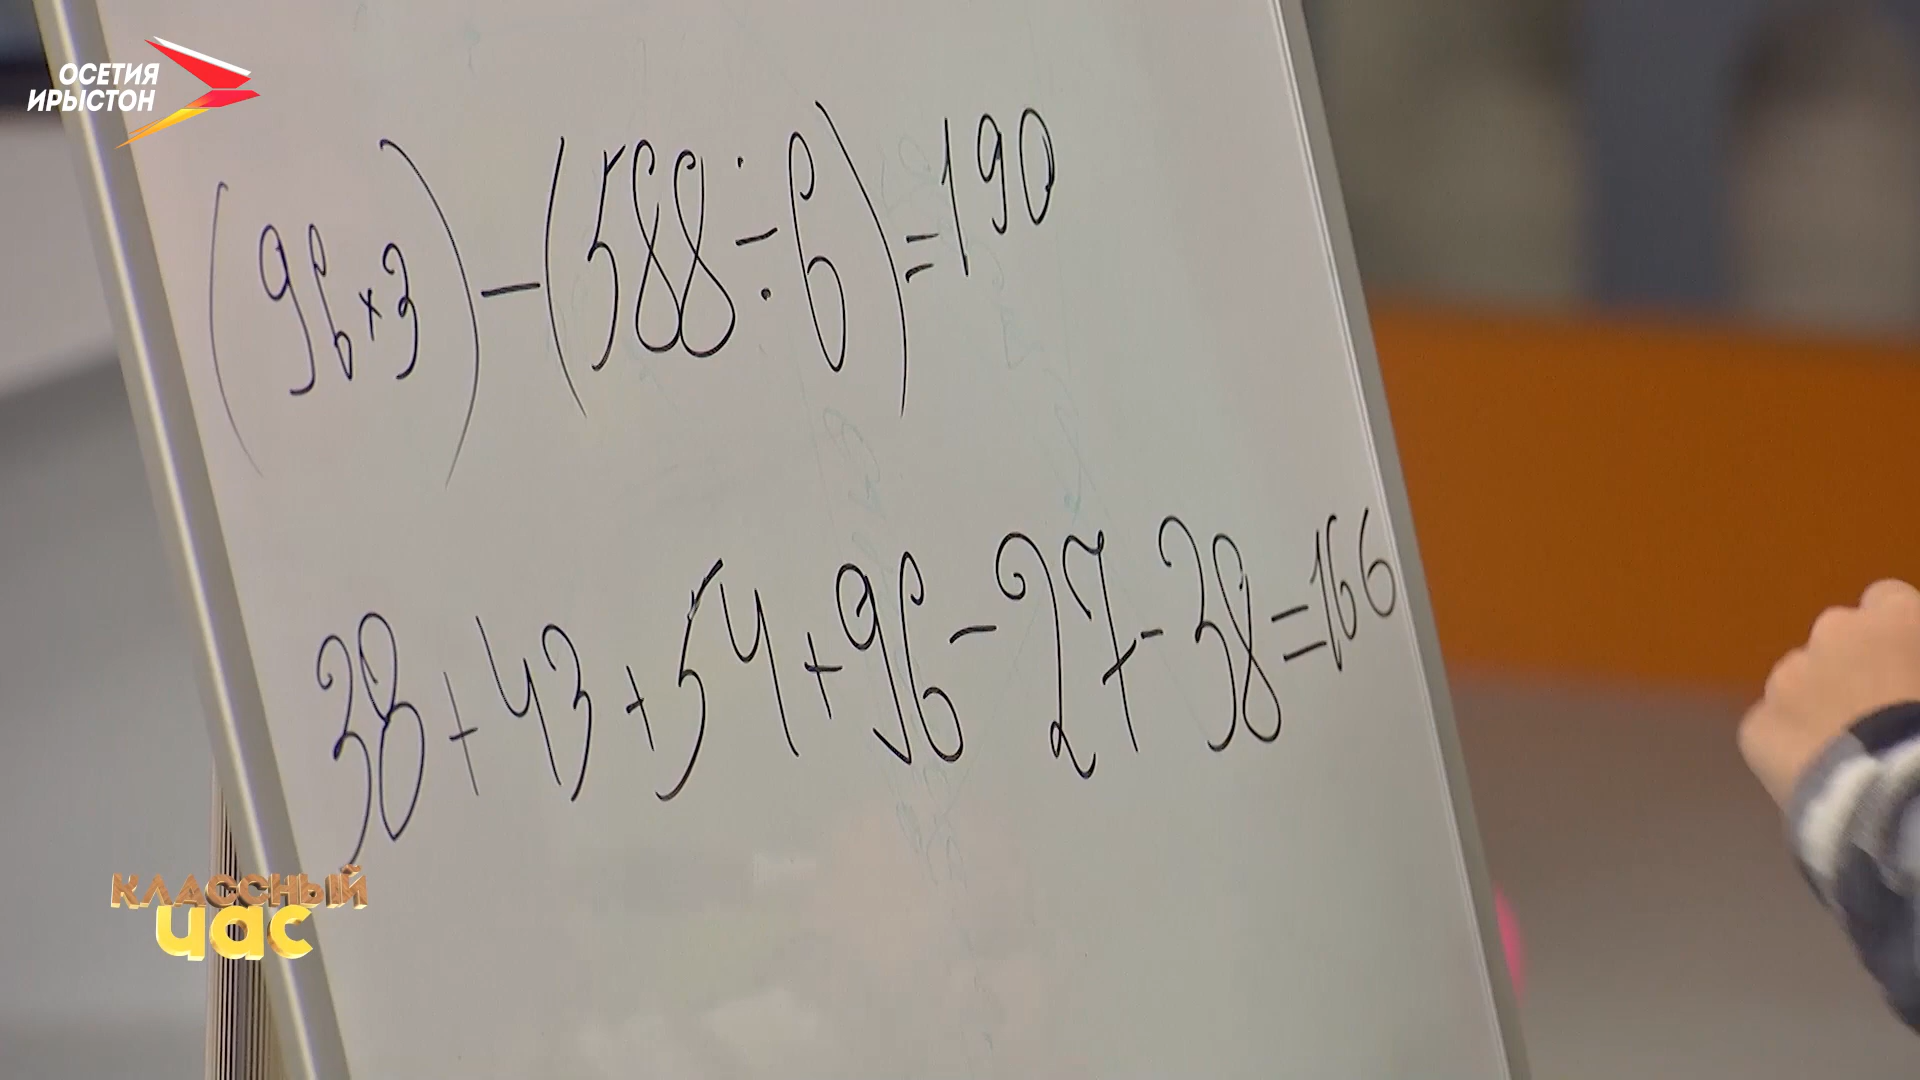 ОСЕТИЯ
ИРЫСТОН
(96×3)-(588÷6)=190
38+43+54+96-27-38=166
КЛАССНЫЙ
час